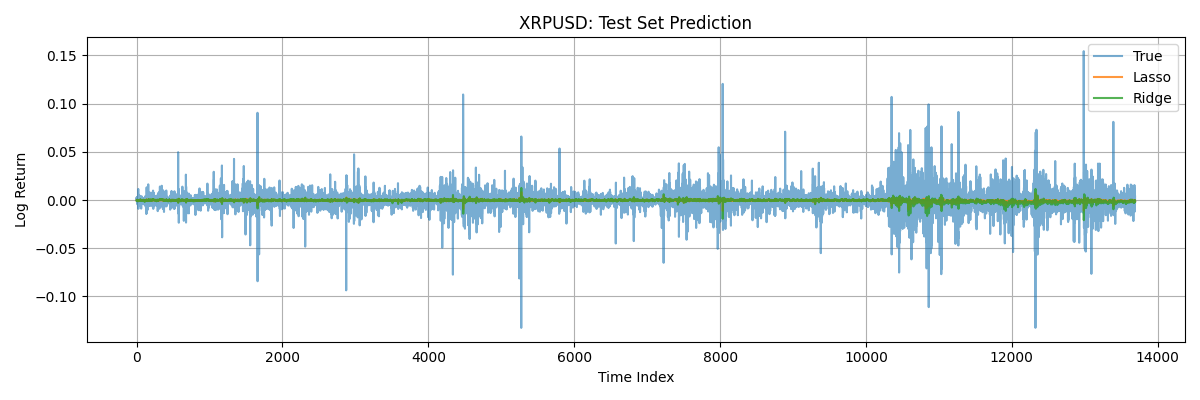 XRPUSD: Test Set Prediction
Log Return
0.15
0.10
0.05
0.00
−0.05
−0.10
True
Lasso
Ridge
0 2000 4000 6000 8000 10000 12000 14000
Time Index